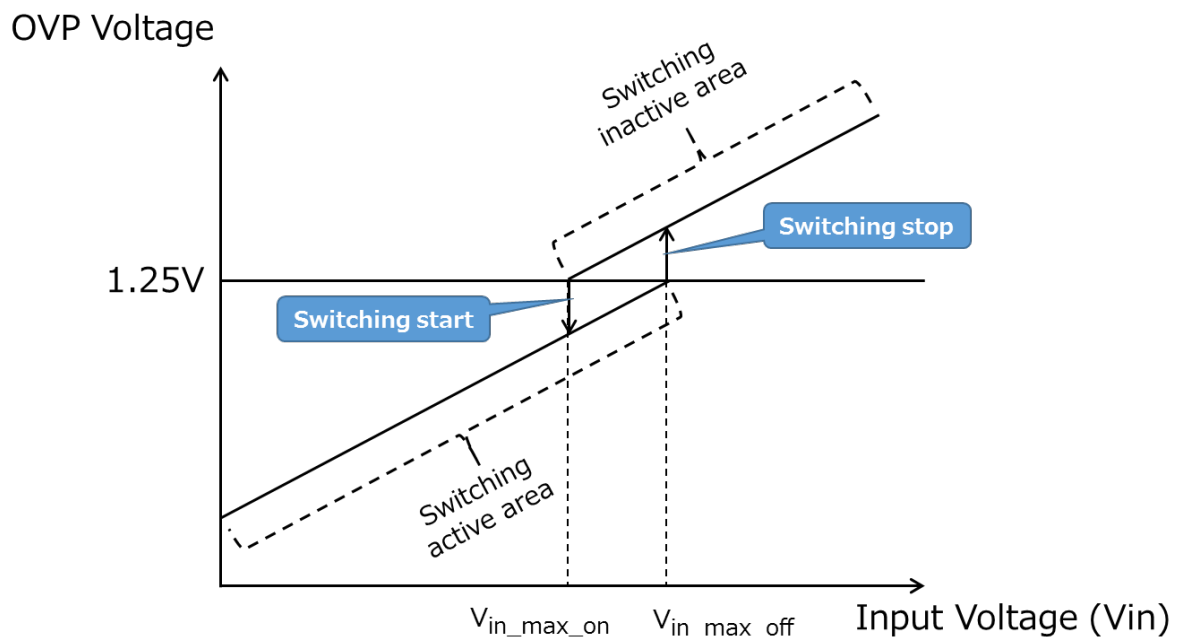 OVP Voltage
Switching
inactive area
Switching stop
1.25V
Switching start
Switching
active area
Vin_max_on
Vin_max_off
Input Voltage (Vin)